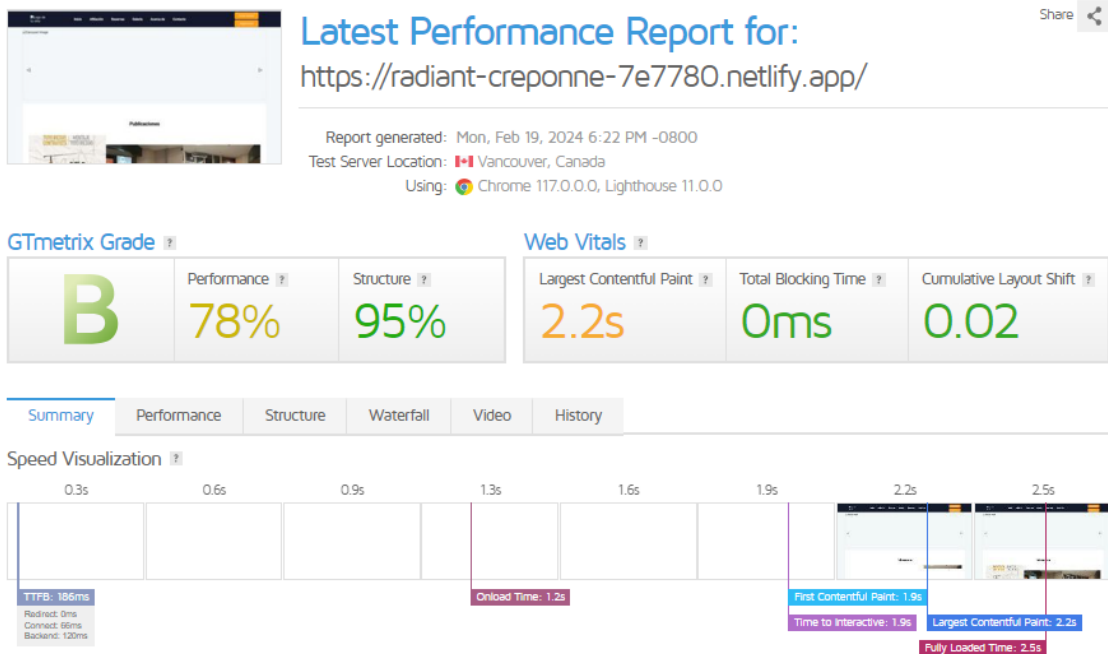 Share
Latest Performance Report for:
https://radiant-creponne-7e7780.netlify.app/
Report generated: Mon, Feb 19, 2024 6:22 PM -0800
Test Server Location: Vancouver, Canada
Using: Chrome 117.0.0.0, Lighthouse 11.0.0
Publicaciones
GTmetrix Grade ?
Web Vitals ?
B
Performance ?
78%
Structure ?
95%
Largest Contentful Paint ?
2.2s
Total Blocking Time ?
0ms
Cumulative Layout Shift ?
0.02
Summary Performance Structure Waterfall Video History
Speed Visualization ?
0.3s 0.6s 0.9s 1.3s 1.6s 1.9s 2.2s 2.5s
TTFB: 186ms
Redirect: 0ms
Connect: 66ms
Backend: 120ms
Onload Time: 1.2s
First Contentful Paint: 1.9s
Time to Interactive: 1.9s
Largest Contentful Paint: 2.2s
Fully Loaded Time: 2.5s